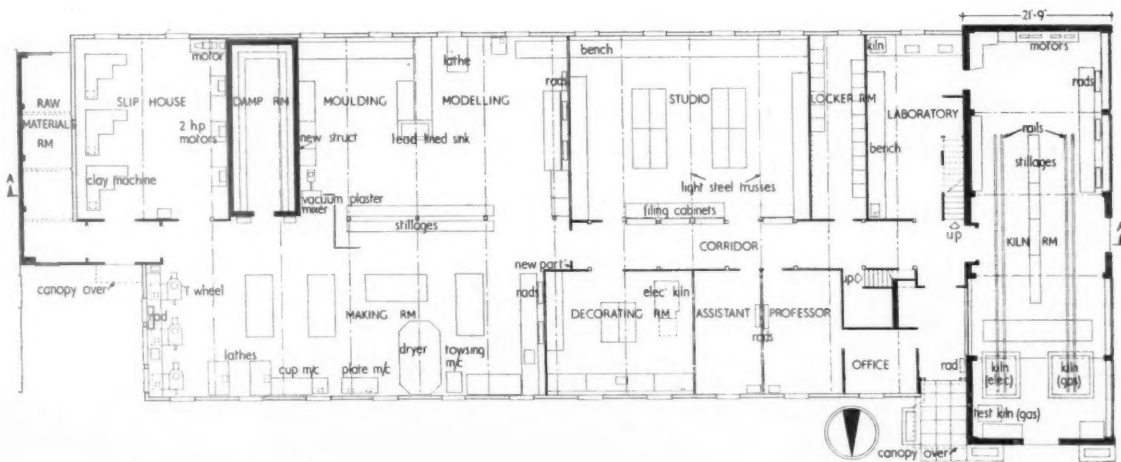 21'-9"
motor
bench
lathe
kiln
motors
rads
rads
RAW
MATERIALS
RM
SLIP HOUSE
DAMP RM
MOULDING
MODELLING
STUDIO
LOCKER RM
LABORATORY
2 hp
motors
new struct
lead lined sink
bench
rails
stillages
clay machine
vacuum plaster
mixer
light steel trusses
A
stillages
filing cabinets
up
A
CORRIDOR
KILN RM
canopy over
new part'
up
T wheel
rads
elec kiln
rad
MAKING RM
DECORATING RM
ASSISTANT
PROFESSOR
rads
lathes
cup m/c
plate m/c
dryer
towsing
m/c
OFFICE
rad
kiln
(elec)
kiln
(gas)
test kiln (gas)
canopy over